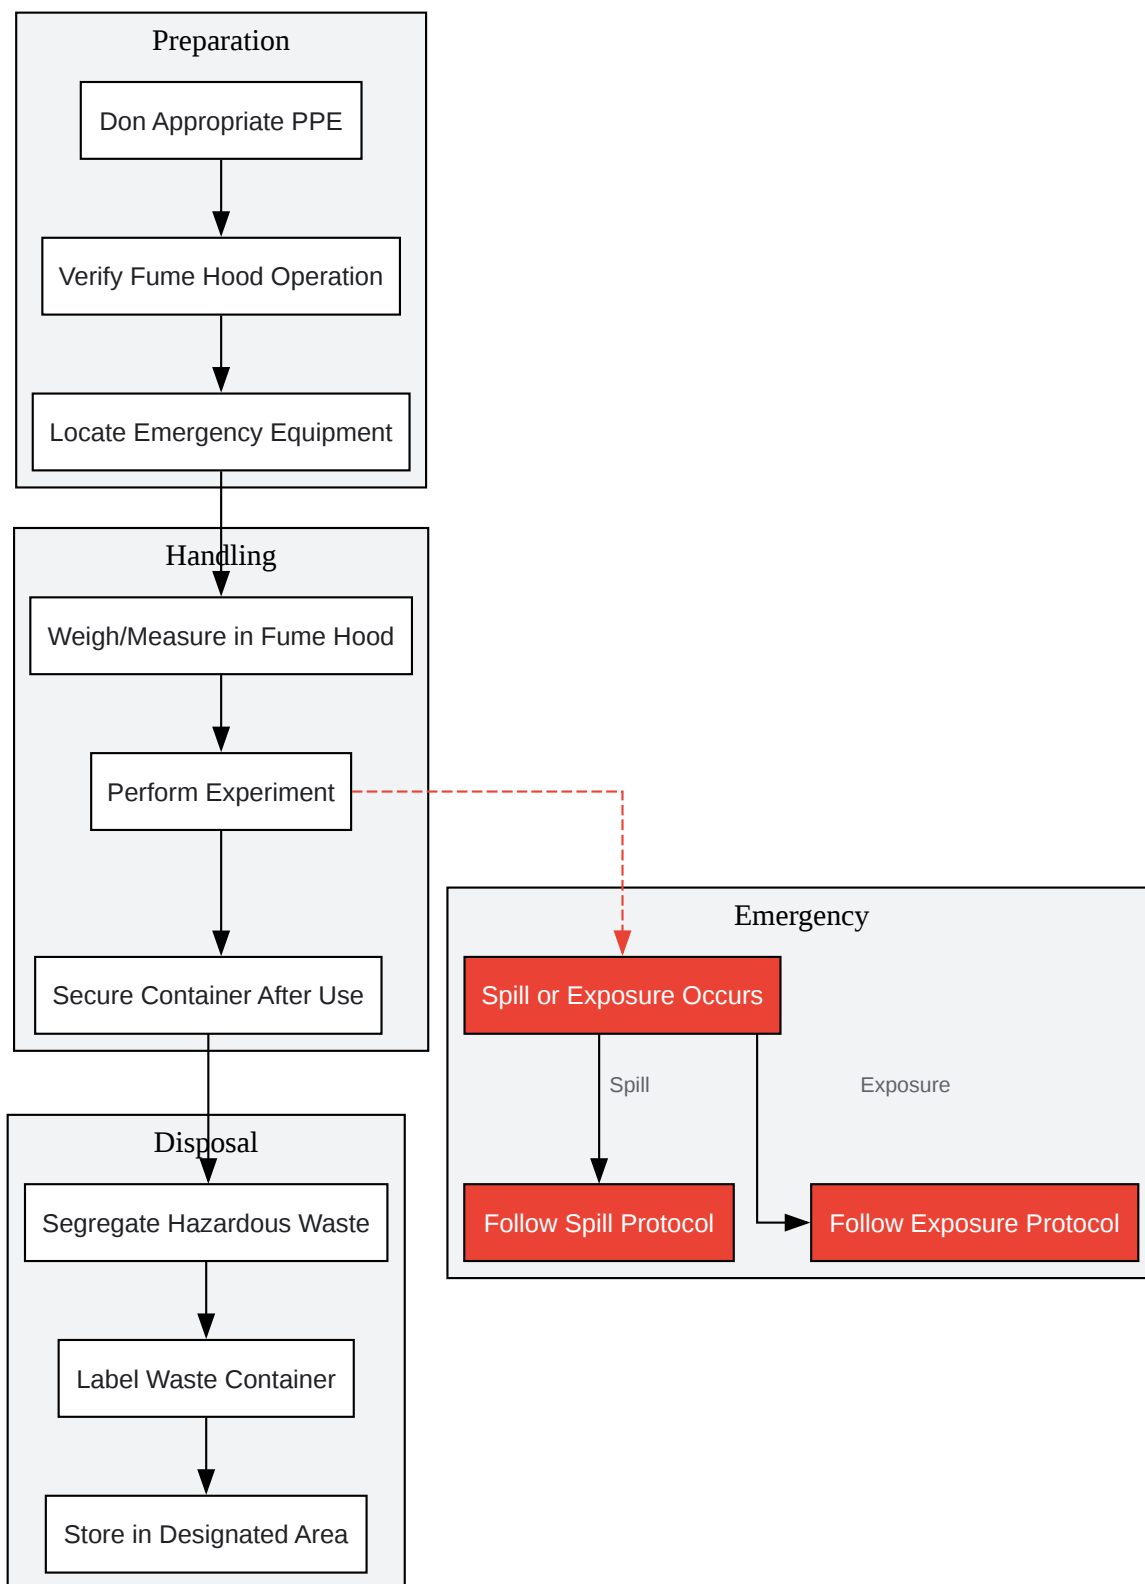 Preparation
Don Appropriate PPE
Verify Fume Hood Operation
Locate Emergency Equipment
Handling
Weigh/Measure in Fume Hood
Perform Experiment
Secure Container After Use
Emergency
Spill or Exposure Occurs
Spill
Exposure
Follow Spill Protocol
Follow Exposure Protocol
Disposal
Segregate Hazardous Waste
Label Waste Container
Store in Designated Area